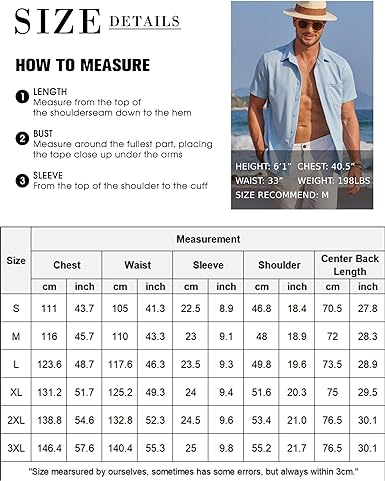 SIZE DETAILS
HOW TO MEASURE
1 LENGTH
Measure from the top of
the shoulderseam down to the hem
2 BUST
Measure around the fullest part, placing
the tape close up under the arms
3 SLEEVE
From the top of the shoulder to the cuff
HEIGHT: 6'1" CHEST: 40.5"
WAIST: 33" WEIGHT: 198LBS
SIZE RECOMMEND: M
Size Measurement
Chest Waist Sleeve Shoulder Center Back Length
cm inch cm inch cm inch cm inch cm inch
S 111 43.7 105 41.3 22.5 8.9 46.8 18.4 70.5 27.8
M 116 45.7 110 43.3 23 9.1 48 18.9 72 28.3
L 123.6 48.7 117.6 46.3 23.5 9.3 49.8 19.6 73.5 28.9
XL 131.2 51.7 125.2 49.3 24 9.4 51.6 20.3 75 29.5
2XL 138.8 54.6 132.8 52.3 24.5 9.6 53.4 21.0 76.5 30.1
3XL 146.4 57.6 140.4 55.3 25 9.8 55.2 21.7 76.5 30.1
"Size mearsured by ourselves, sometimes has some errors, but always within 3cm."